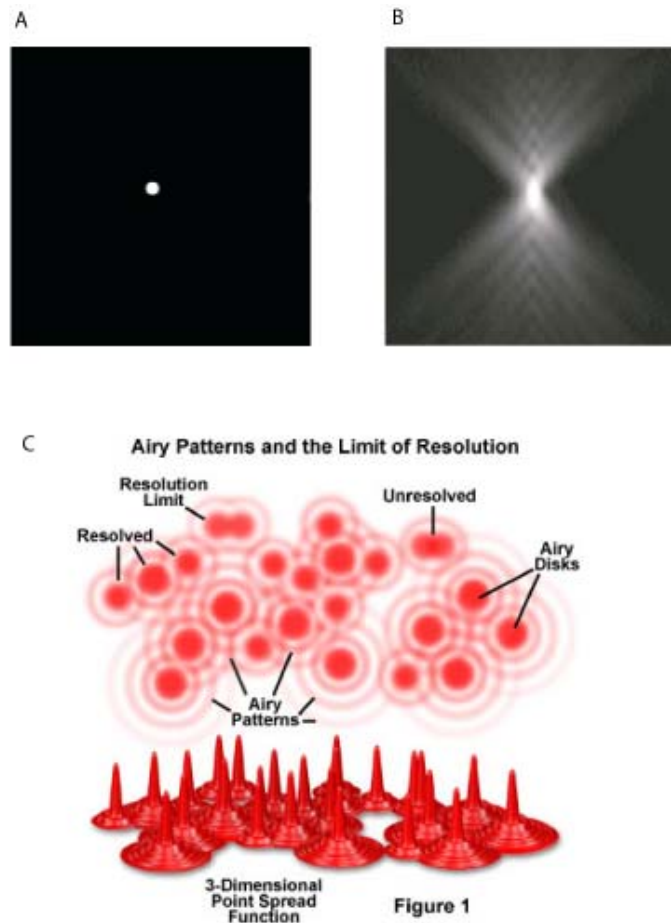 A
B
C
Airy Patterns and the Limit of Resolution
Resolution
Limit
Unresolved
Resolved
Airy
Disks
Airy
Patterns
3-Dimensional
Point Spread
Function
Figure 1